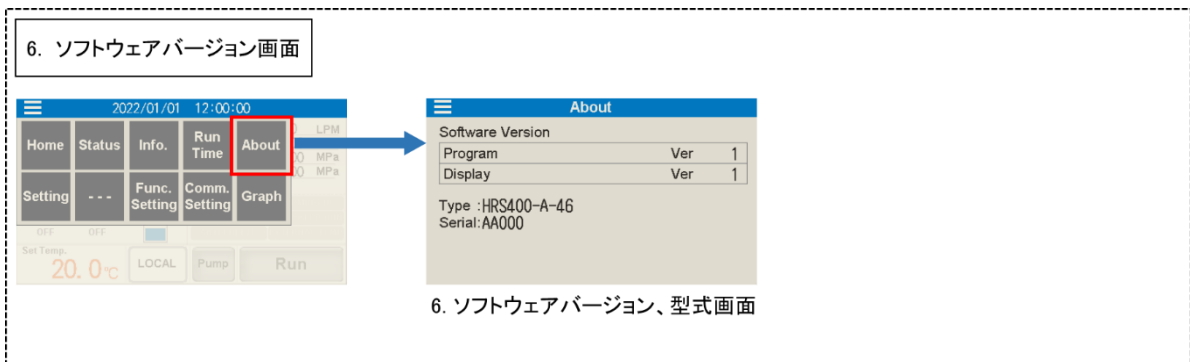 6. ソフトウェアバージョン画面
2022/01/01 12:00:00
Home Status Info. Run Time About
Setting --- Func. Setting Comm. Setting Graph
LPM
MPa
MPa
OFF OFF
Set Temp.
20.0℃ LOCAL Pump Run
About
Software Version
Program Ver 1
Display Ver 1
Type :HRS400-A-46
Serial:AA000
6. ソフトウェアバージョン、型式画面